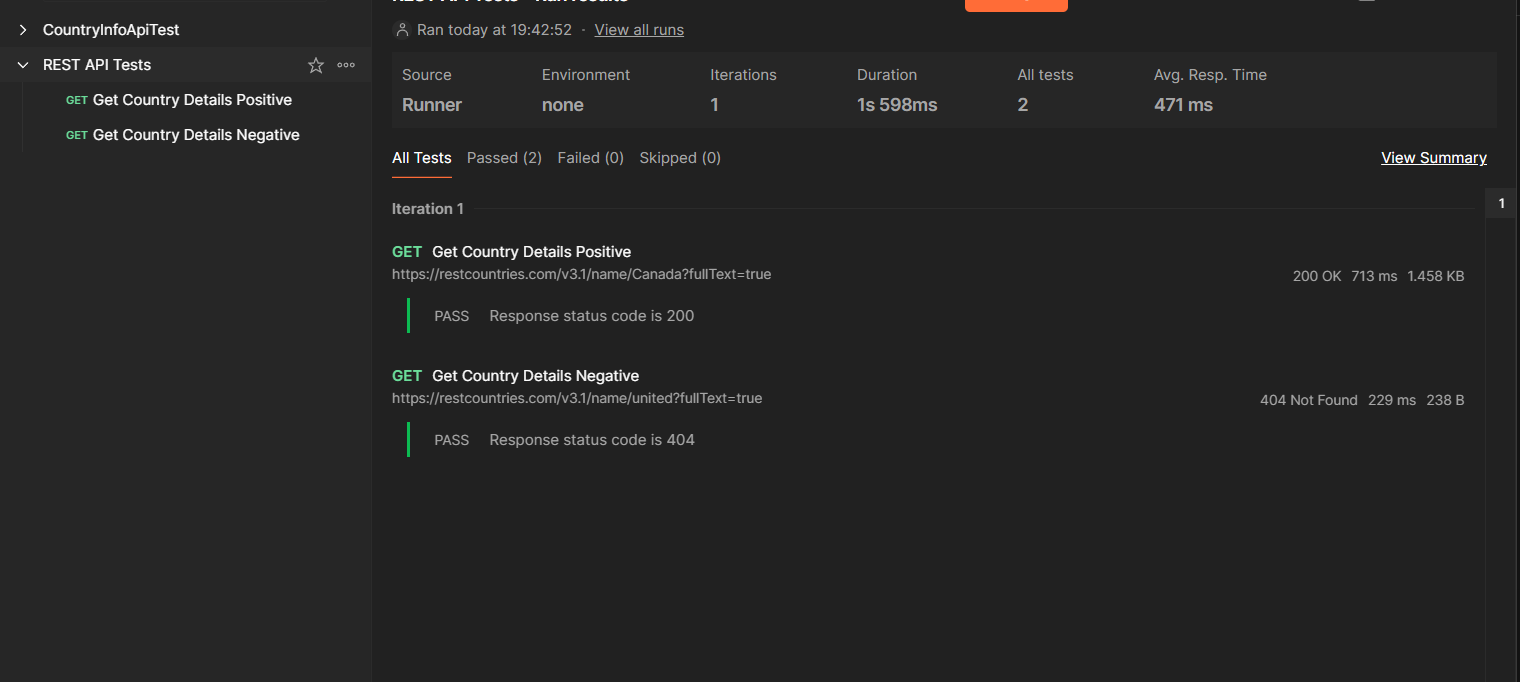 CountryInfoApiTest
REST API Tests
GET Get Country Details Positive
GET Get Country Details Negative
REST API Tests - Run results
Ran today at 19:42:52 · View all runs
Source Environment Iterations Duration All tests Avg. Resp. Time
Runner none 1 1s 598ms 2 471 ms
All Tests Passed (2) Failed (0) Skipped (0) View Summary
Iteration 1
1
GET Get Country Details Positive
https://restcountries.com/v3.1/name/Canada?fullText=true
200 OK 713 ms 1.458 KB
PASS Response status code is 200
GET Get Country Details Negative
https://restcountries.com/v3.1/name/united?fullText=true
404 Not Found 229 ms 238 B
PASS Response status code is 404